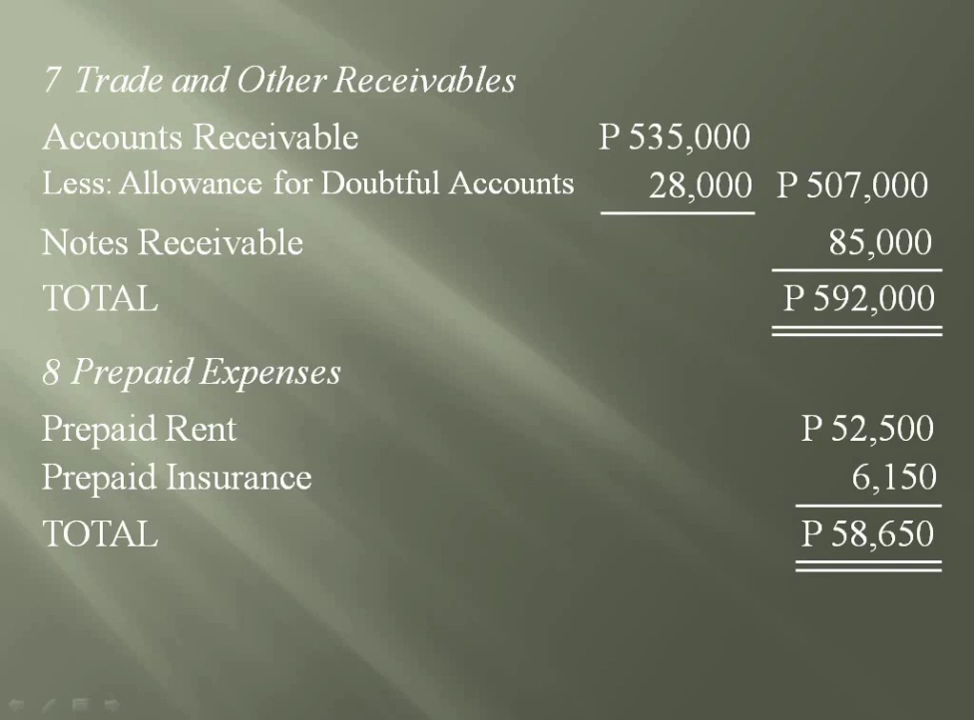 7 Trade and Other Receivables
Accounts Receivable P 535,000
Less: Allowance for Doubtful Accounts 28,000 P 507,000
Notes Receivable 85,000
TOTAL P 592,000
8 Prepaid Expenses
Prepaid Rent P 52,500
Prepaid Insurance 6,150
TOTAL P 58,650